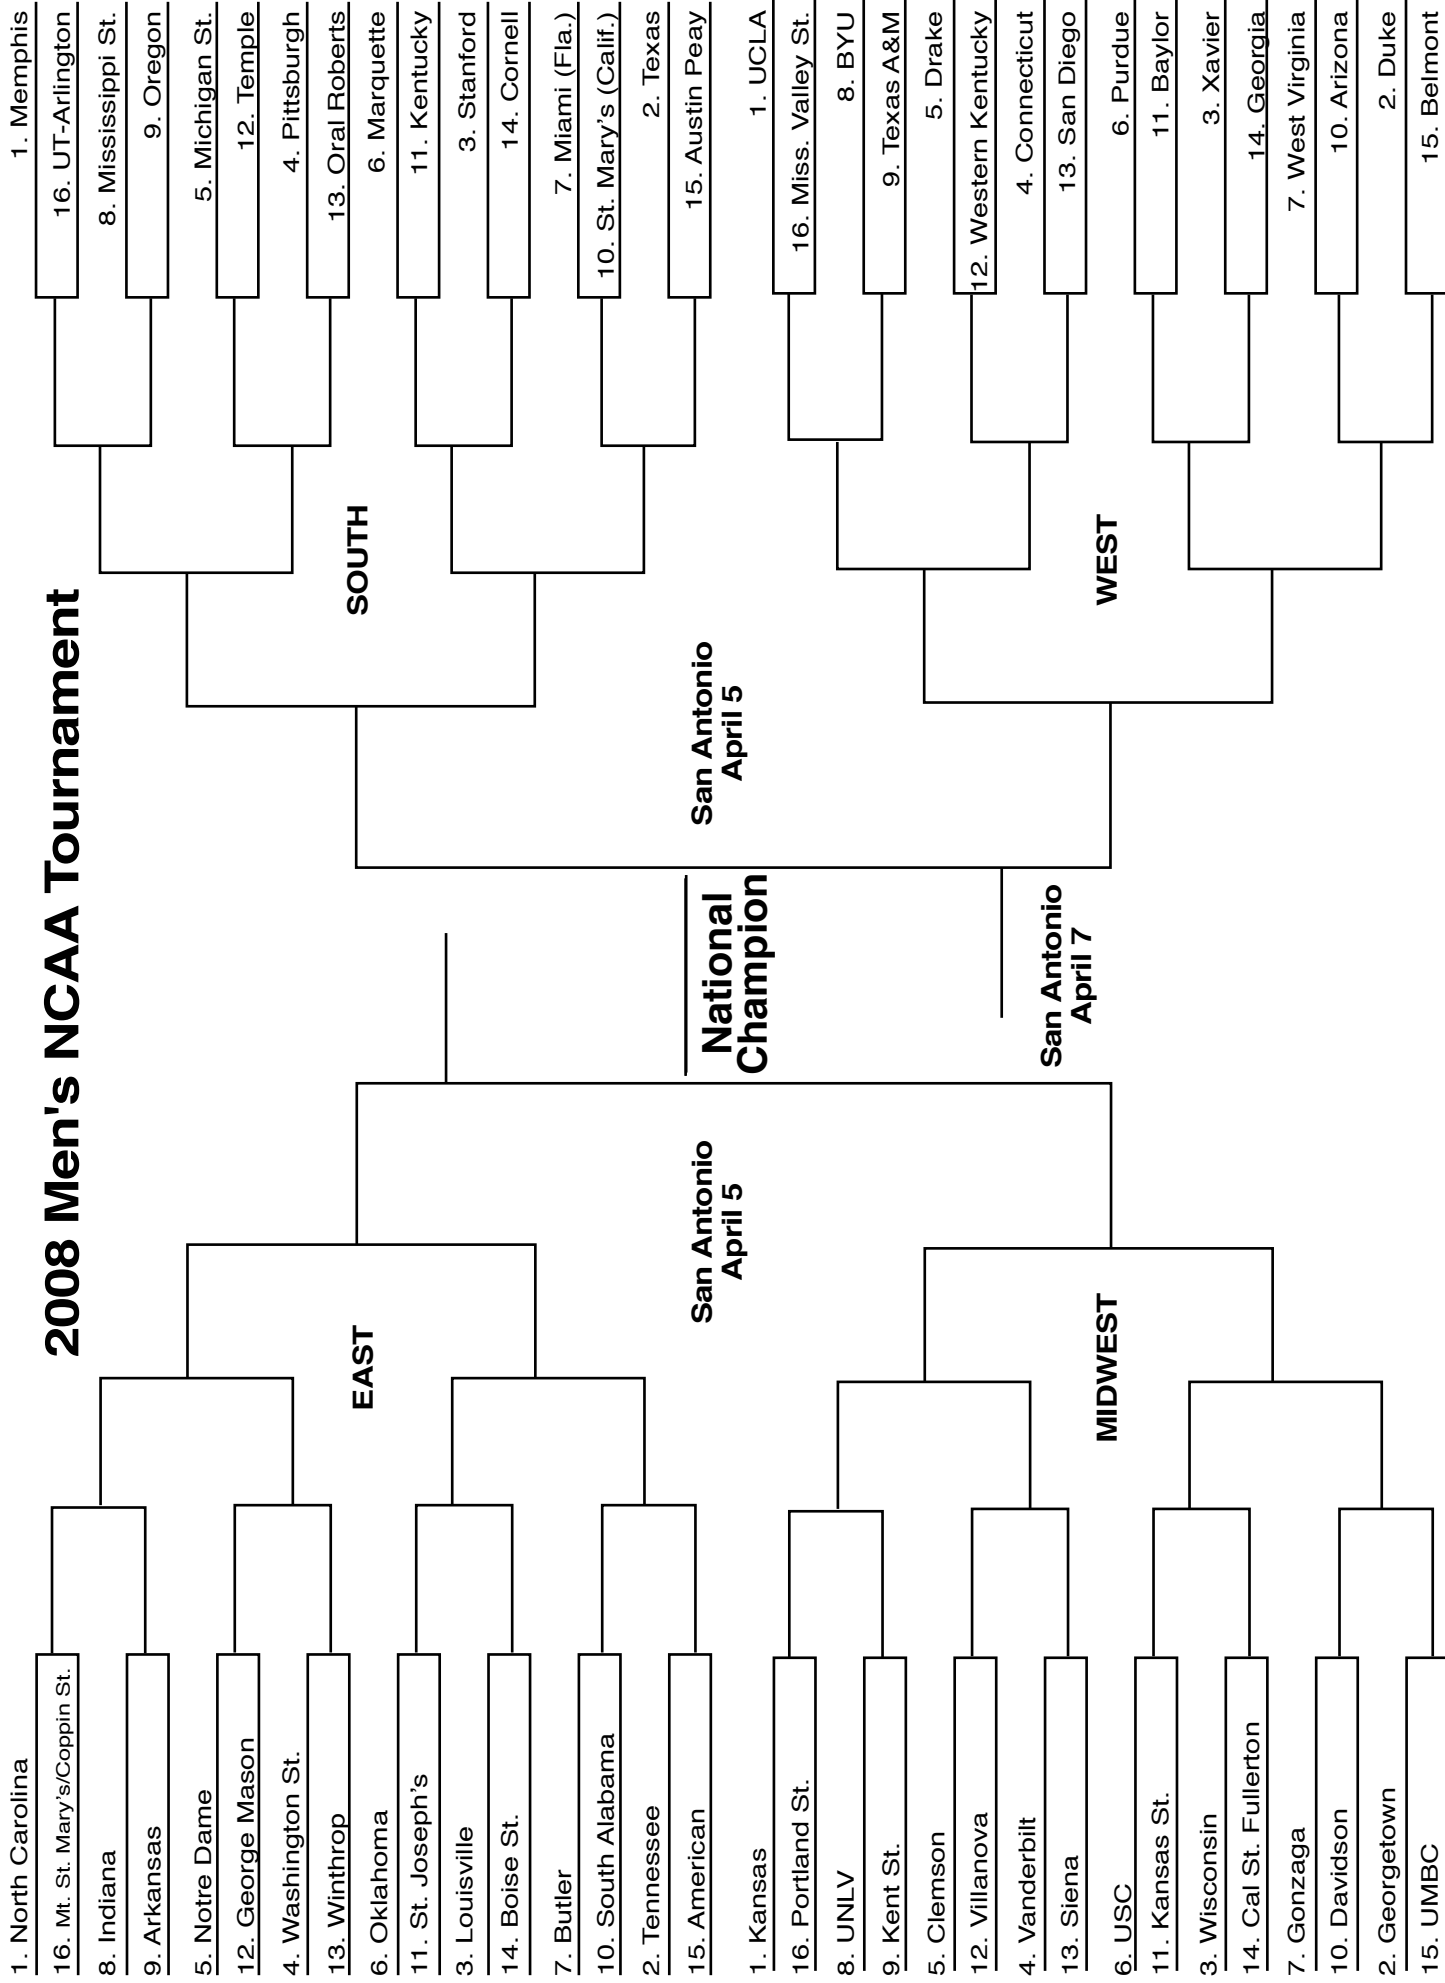 2008 Men's NCAA Tournament
1. North Carolina
16. Mt. St. Mary's/Coppin St.
8. Indiana
9. Arkansas
5. Notre Dame
12. George Mason
4. Washington St.
13. Winthrop
6. Oklahoma
11. St. Joseph’s
3. Louisville
14. Boise St.
7. Butler
10. South Alabama
2. Tennessee
15. American
EAST
1. Kansas
16. Portland St.
8. UNLV
9. Kent St.
5. Clemson
12. Villanova
4. Vanderbilt
13. Siena
6. USC
11. Kansas St.
3. Wisconsin
14. Cal St. Fullerton
7. Gonzaga
10. Davidson
2. Georgetown
15. UMBC
MIDWEST
San Antonio
April 5
National
Champion
San Antonio
April 7
San Antonio
April 5
1. Memphis
16. UT-Arlington
8. Mississippi St.
9. Oregon
5. Michigan St.
12. Temple
4. Pittsburgh
13. Oral Roberts
6. Marquette
11. Kentucky
3. Stanford
14. Cornell
7. Miami (Fla.)
10. St. Mary’s (Calif.)
2. Texas
15. Austin Peay
SOUTH
1. UCLA
16. Miss. Valley St.
8. BYU
9. Texas A&M
5. Drake
12. Western Kentucky
4. Connecticut
13. San Diego
6. Purdue
11. Baylor
3. Xavier
14. Georgia
7. West Virginia
10. Arizona
2. Duke
15. Belmont
WEST